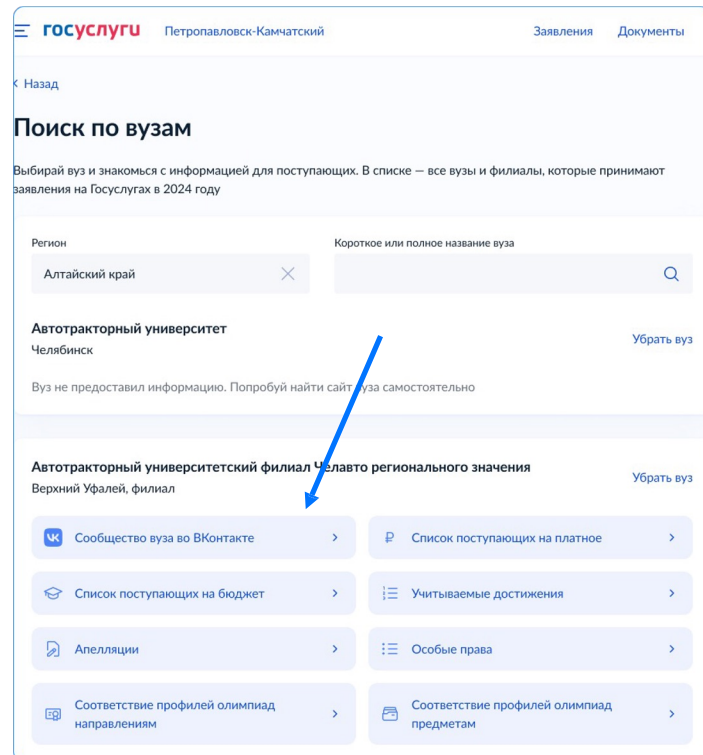 госуслуги Петропавловск-Камчатский Заявления Документы
Назад
Поиск по вузам
Выбирай вуз и знакомься с информацией для поступающих. В списке — все вузы и филиалы, которые принимают
заявления на Госуслугах в 2024 году
Регион Короткое или полное название вуза
Алтайский край
Автотракторный университет
Челябинск
Убрать вуз
Вуз не предоставил информацию. Попробуй найти сайт вуза самостоятельно
Автотракторный университетский филиал Челавто регионального значения
Верхний Уфалей, филиал
Убрать вуз
Сообщество вуза во ВКонтакте Список поступающих на платное
Список поступающих на бюджет Учитываемые достижения
Апелляции Особые права
Соответствие профилей олимпиад
направлениям
Соответствие профилей олимпиад
предметам